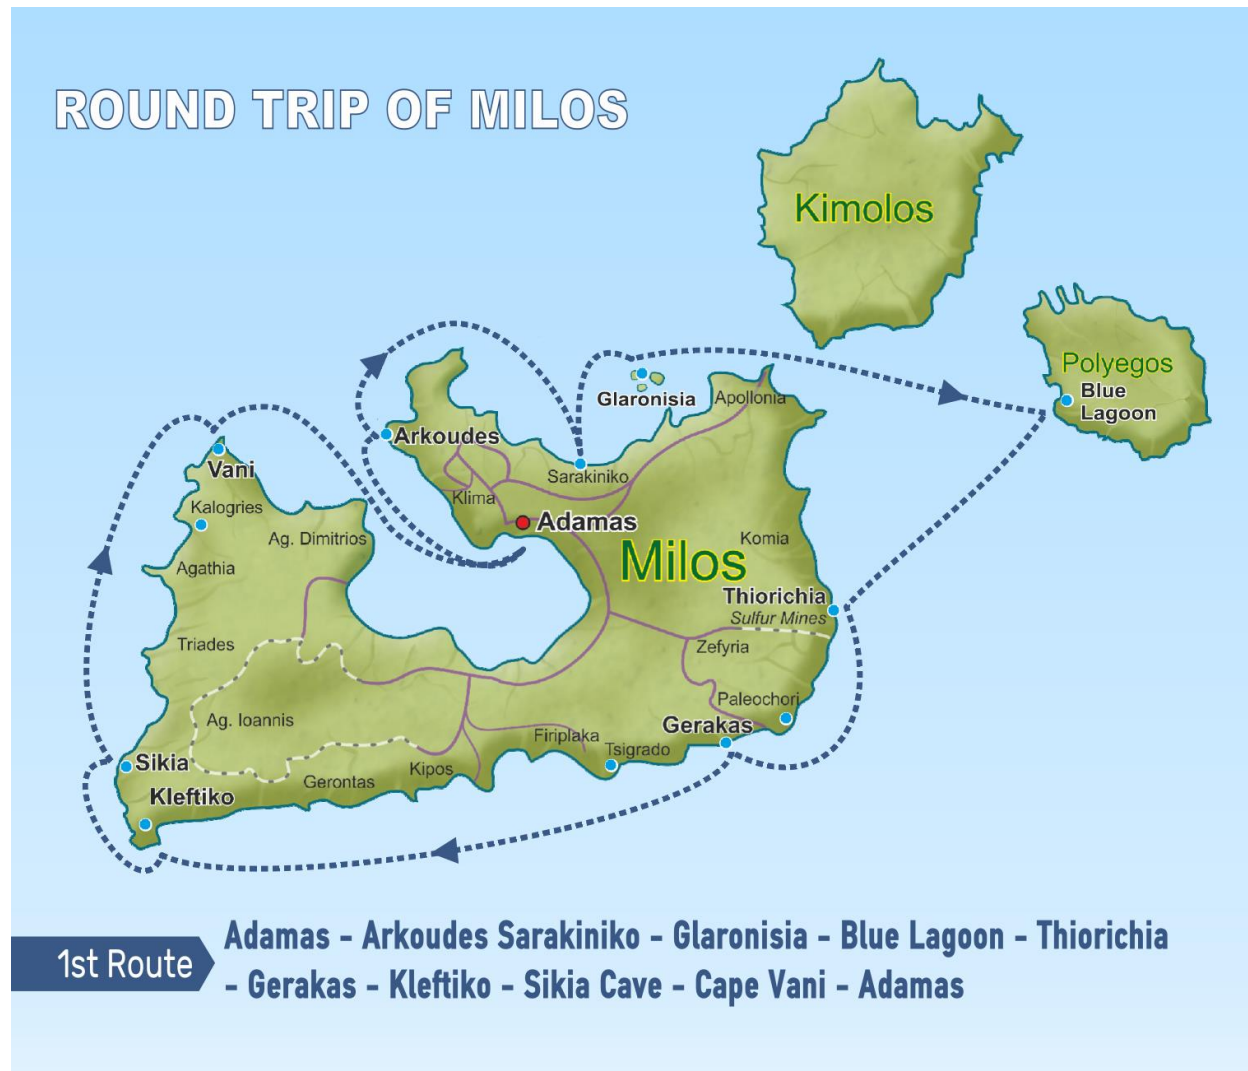 ROUND TRIP OF MILOS
Kimolos
Polyegos
Blue
Lagoon
Glaronisia
Apollonia
Arkoudes
Sarakiniko
Vani
Klima
Kalogries
Adamas
Ag. Dimitrios
Komia
Milos
Agathia
Thiorichia
Sulfur Mines
Triades
Zefyria
Paleochori
Ag. Ioannis
Gerakas
Firiplaka
Tsigrado
Sikia
Kipos
Gerontas
Kleftiko
1st Route
Adamas - Arkoudes Sarakiniko - Glaronisia - Blue Lagoon - Thiorichia
- Gerakas - Kleftiko - Sikia Cave - Cape Vani - Adamas